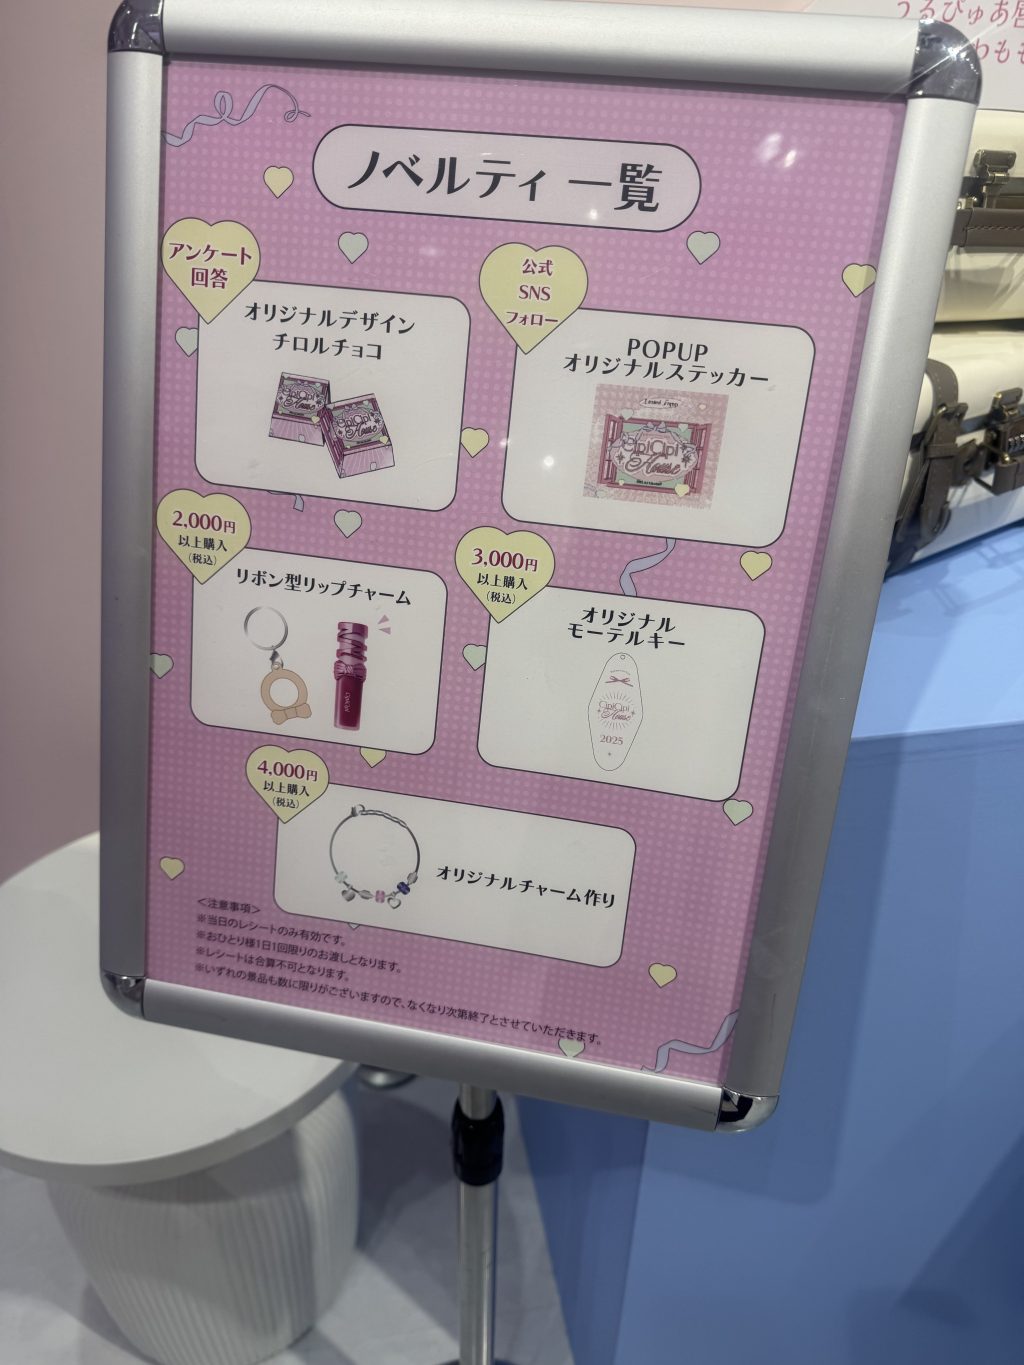 うるぴゅあ唇
ノベルティ 一覧
アンケート
回答
オリジナルデザイン
チロルチョコ
公式
SNS
フォロー
POPUP
オリジナルステッカー
Limited Popup
House
2,000円
以上購入
(税込)
リボン型リップチャーム
3,000円
以上購入
(税込)
オリジナル
モーテルキー
House
2025
4,000円
以上購入
(税込)
オリジナルチャーム作り
<注意事項>
※当日のレシートのみ有効です。
※おひとり様1日1回限りのお渡しとなります。
※レシートは合算不可となります。
※いずれの景品も数に限りがございますので、なくなり次第終了とさせていただきます。